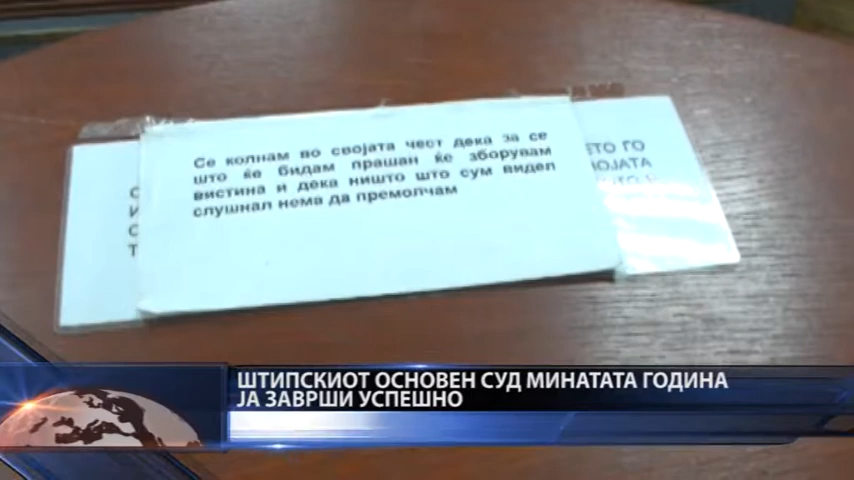 Се колнам во својата чест дека за се
што ќе бидам прашан ќе зборувам
вистина и дека ништо што сум видел
слушнал нема да премолчам
ГО
ШТИПСКИОТ ОСНОВЕН СУД МИНАТАТА ГОДИНА
ЈА ЗАВРШИ УСПЕШНО